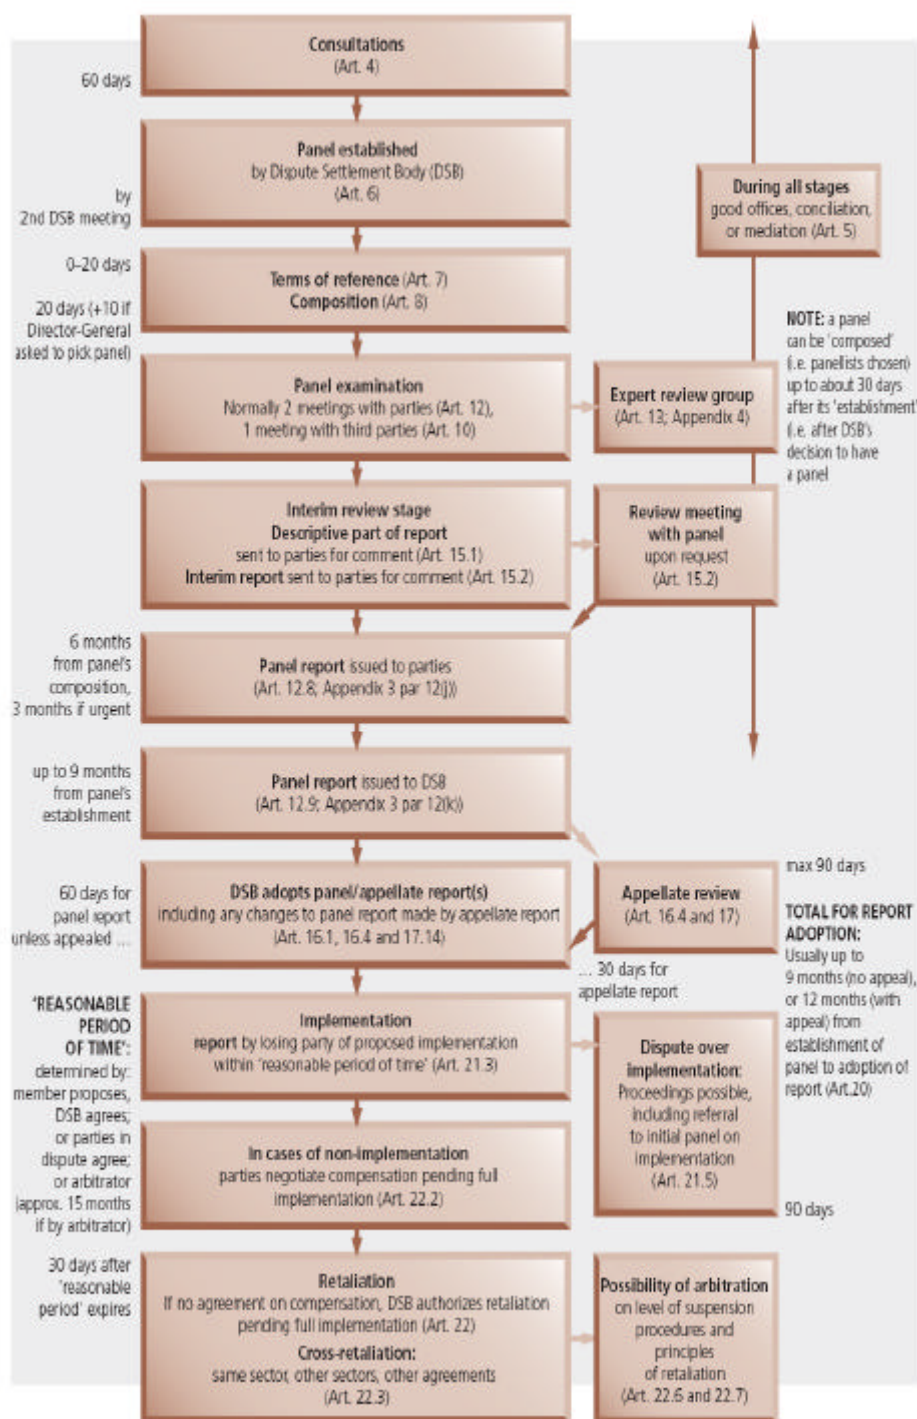 Consultations
(Art. 4)
60 days
Panel established
by Dispute Settlement Body (DSB)
(Art. 6)
by
2nd DSB meeting
During all stages
good offices, conciliation,
or mediation (Art. 5)
0–20 days
Terms of reference (Art. 7)
Composition (Art. 8)
20 days (+10 if
Director-General
asked to pick panel)
NOTE: a panel
can be 'composed'
(i.e. panellists chosen)
up to about 30 days
after its 'establishment'
(i.e. after DSB's
decision to have
a panel
Panel examination
Normally 2 meetings with parties (Art. 12),
1 meeting with third parties (Art. 10)
Expert review group
(Art. 13; Appendix 4)
Interim review stage
Descriptive part of report
sent to parties for comment (Art. 15.1)
Interim report sent to parties for comment (Art. 15.2)
Review meeting
with panel
upon request
(Art. 15.2)
6 months
from panel's
composition,
3 months if urgent
Panel report issued to parties
(Art. 12.8; Appendix 3 par 12(j))
up to 9 months
from panel's
establishment
Panel report issued to DSB
(Art. 12.9; Appendix 3 par 12(k))
60 days for
panel report
unless appealed ...
DSB adopts panel/appellate report(s)
including any changes to panel report made by appellate report
(Art. 16.1, 16.4 and 17.14)
Appellate review
(Art. 16.4 and 17)
max 90 days
... 30 days for
appellate report
TOTAL FOR REPORT
ADOPTION:
Usually up to
9 months (no appeal),
or 12 months (with
appeal) from
establishment of
panel to adoption of
report (Art.20)
'REASONABLE
PERIOD
OF TIME':
determined by:
member proposes,
DSB agrees;
or parties in
dispute agree;
or arbitrator
(approx. 15 months
if by arbitrator)
Implementation
report by losing party of proposed implementation
within 'reasonable period of time' (Art. 21.3)
Dispute over
implementation:
Proceedings possible,
including referral
to initial panel on
implementation
(Art. 21.5)
90 days
In cases of non-implementation
parties negotiate compensation pending full
implementation (Art. 22.2)
30 days after
'reasonable
period' expires
Retaliation
If no agreement on compensation, DSB authorizes retaliation
pending full implementation (Art. 22)
Cross-retaliation:
same sector, other sectors, other agreements
(Art. 22.3)
Possibility of arbitration
on level of suspension
procedures and
principles
of retaliation
(Art. 22.6 and 22.7)